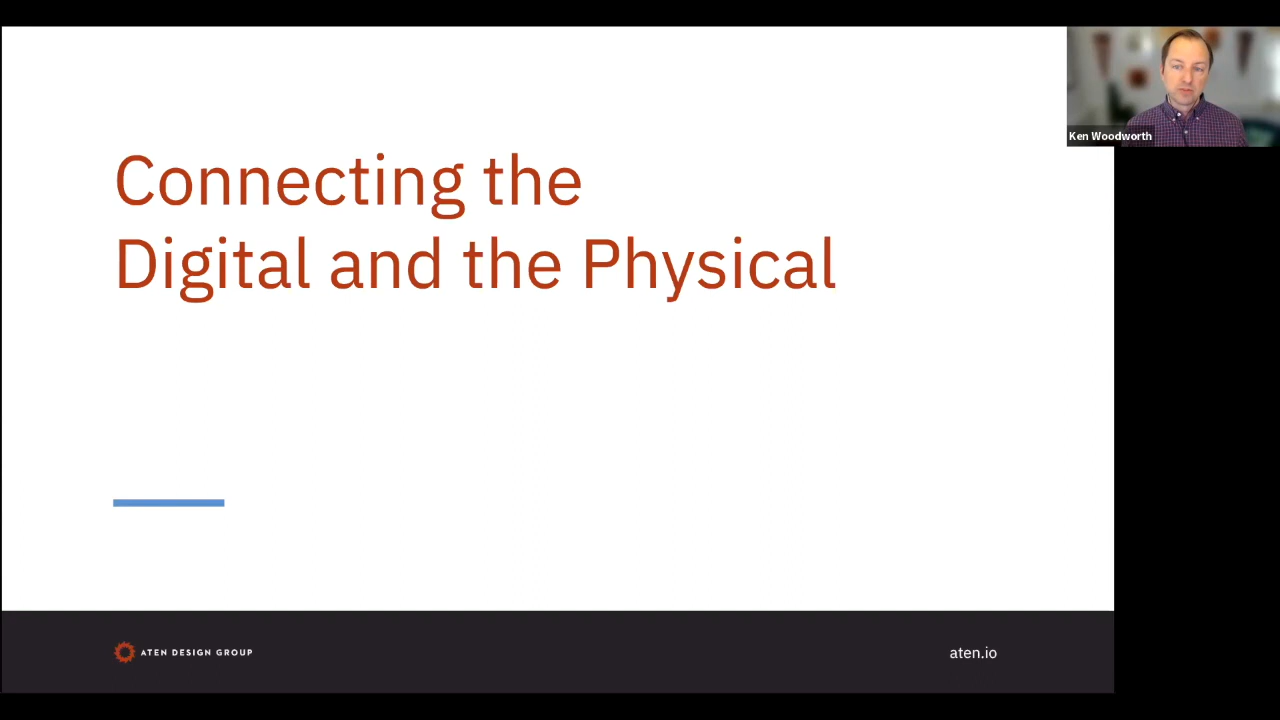 Ken Woodworth
Connecting the
Digital and the Physical
ATEN DESIGN GROUP
aten.io